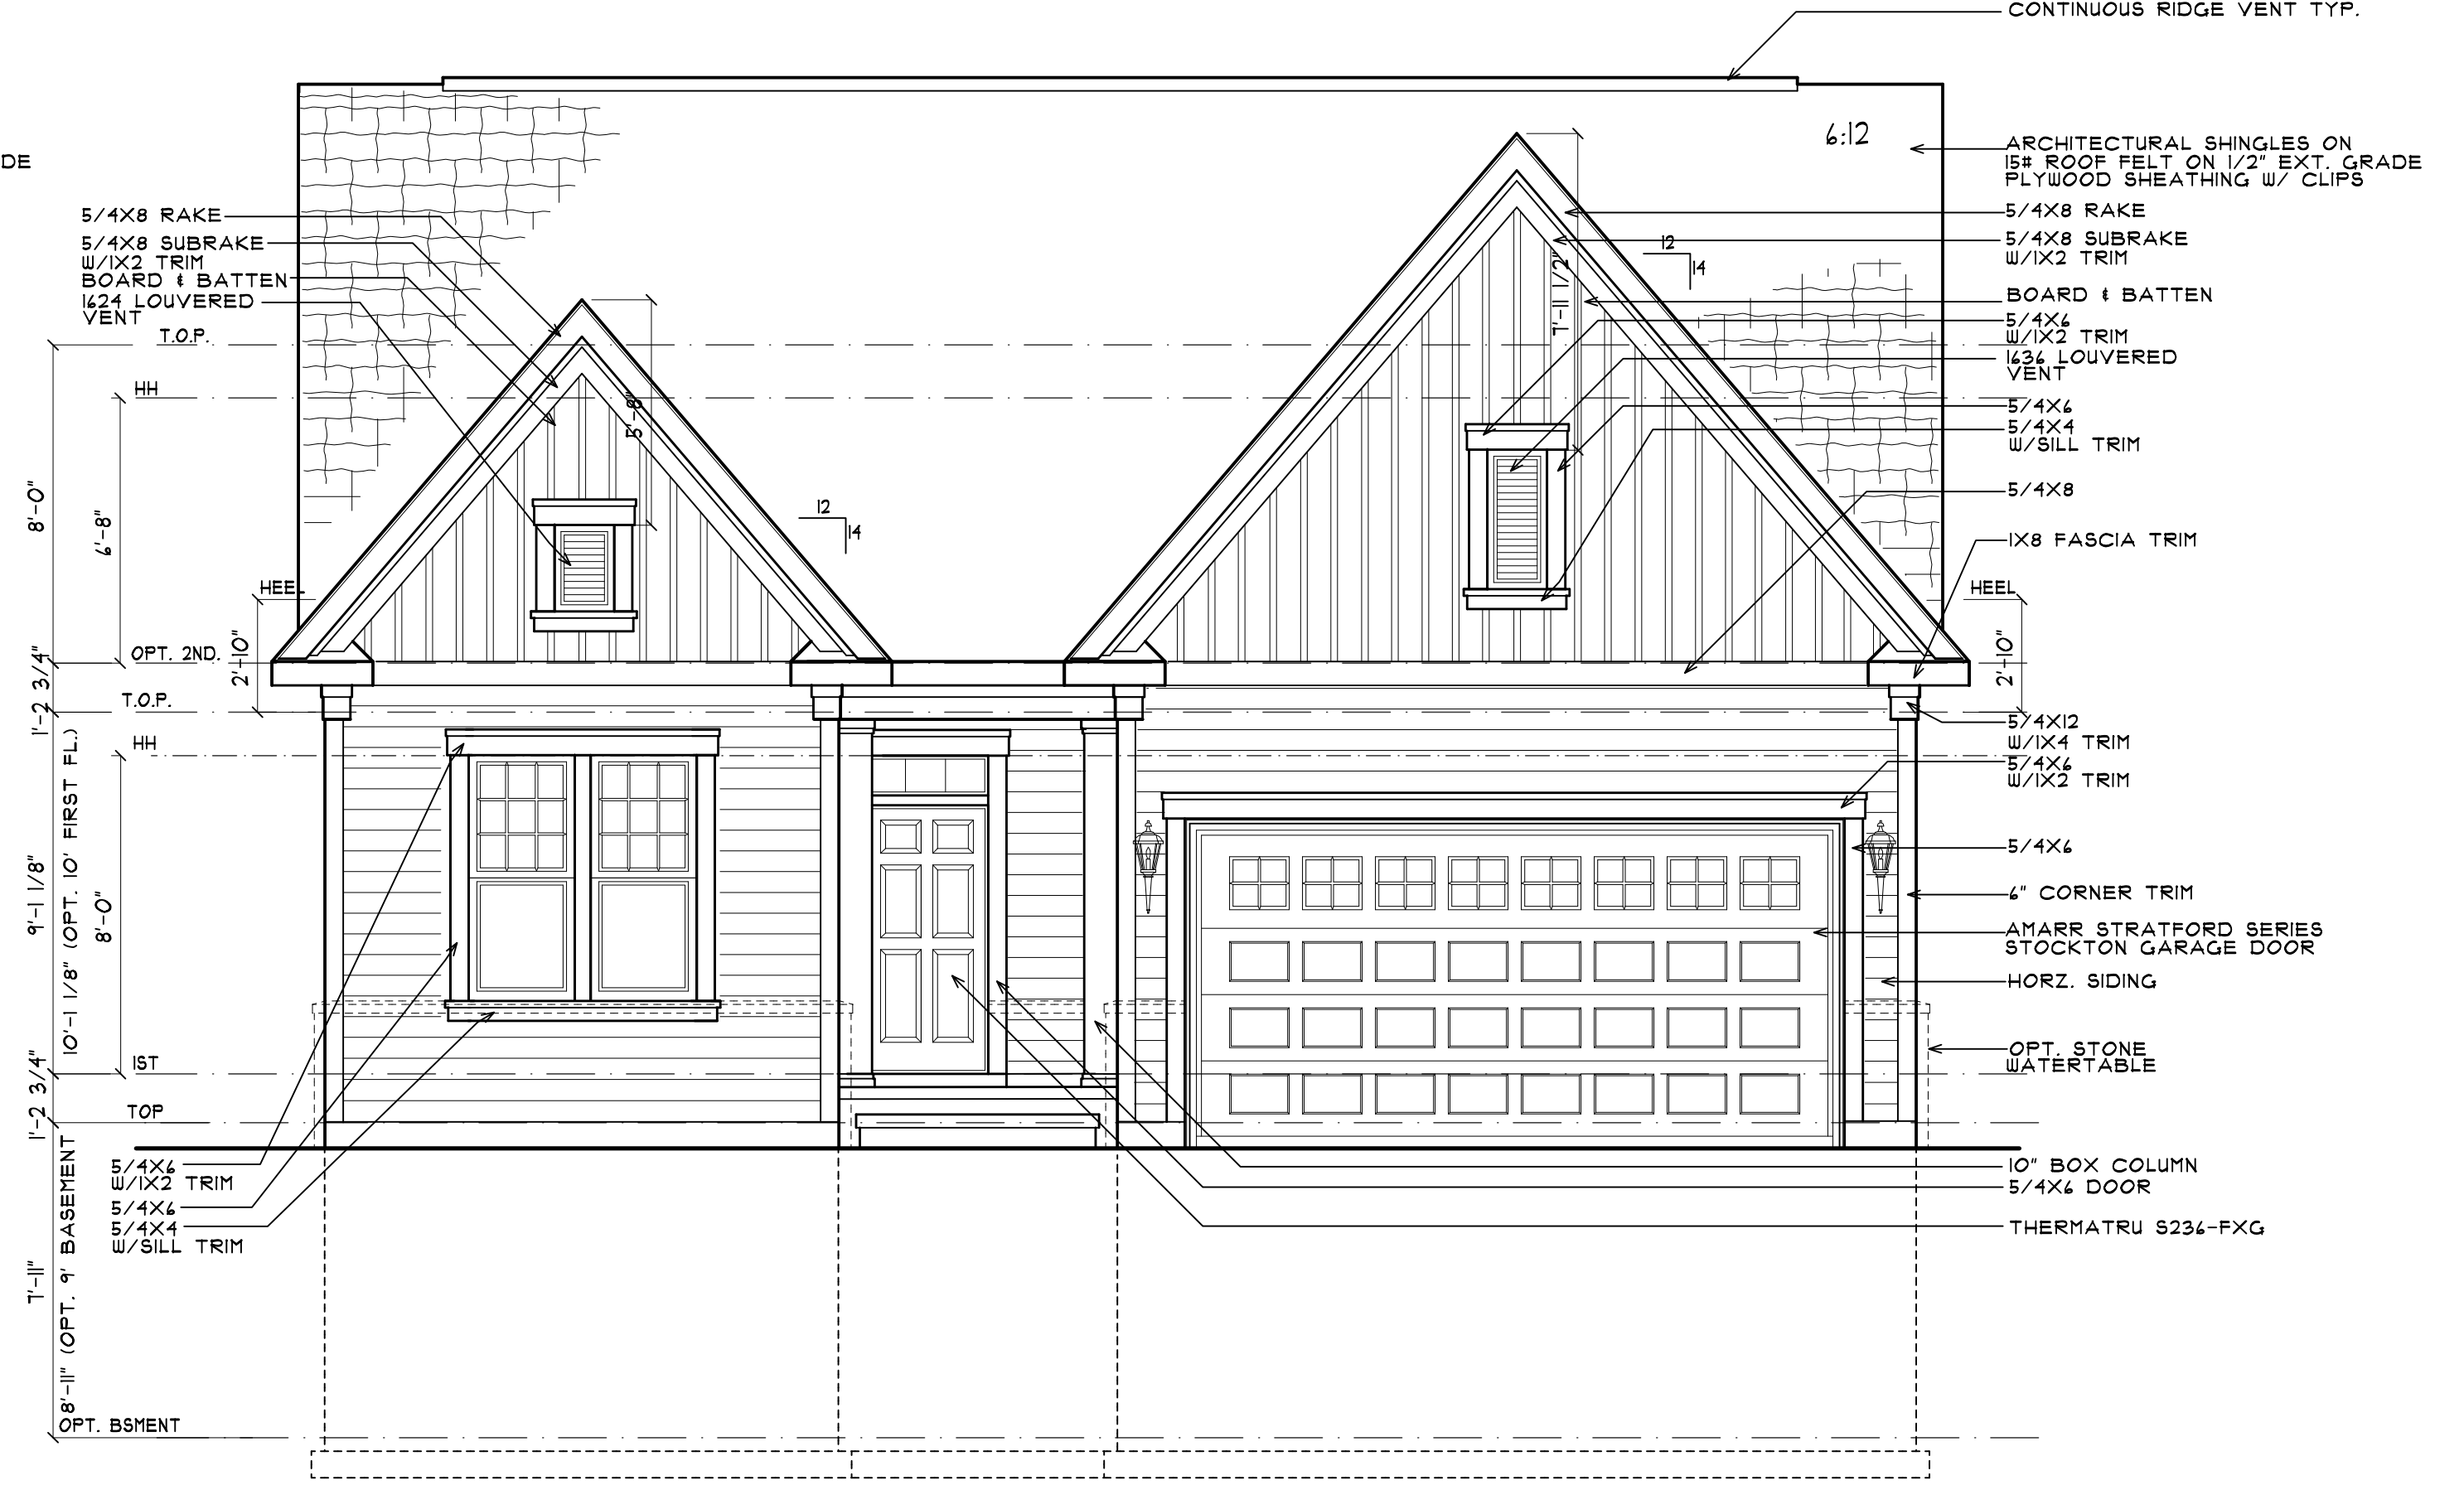 CONTINUOUS RIDGE VENT TYP.
DE
6:12
ARCHITECTURAL SHINGLES ON
15# ROOF FELT ON 1/2" EXT. GRADE
PLYWOOD SHEATHING W/ CLIPS
5/4X8 RAKE
5/4X8 SUBRAKE
W/1X2 TRIM
BOARD & BATTEN
1624 LOUVERED
VENT
T.O.P.
HH
8'-0"
6'-8"
HEEL
2'-10"
OPT. 2ND.
1'-2 3/4"
T.O.P.
HH
9'-1 1/8"
10'-1 1/8" (OPT. 10' FIRST FL.)
8'-0"
1ST
1'-2 3/4"
TOP
7'-11"
8'-11" (OPT. 9' BASEMENT
OPT. BSMENT
5/4X6
W/1X2 TRIM
5/4X6
5/4X4
W/SILL TRIM
5'-8"
12
14
7'-11 1/2"
12
14
5/4X8 RAKE
5/4X8 SUBRAKE
W/1X2 TRIM
BOARD & BATTEN
5/4X6
W/1X2 TRIM
1636 LOUVERED
VENT
5/4X6
5/4X4
W/SILL TRIM
5/4X8
1X8 FASCIA TRIM
HEEL
2'-10"
5/4X12
W/1X4 TRIM
5/4X6
W/1X2 TRIM
5/4X6
6" CORNER TRIM
AMARR STRATFORD SERIES
STOCKTON GARAGE DOOR
HORZ. SIDING
OPT. STONE
WATERTABLE
10" BOX COLUMN
5/4X6 DOOR
THERMATRU S236-FXG